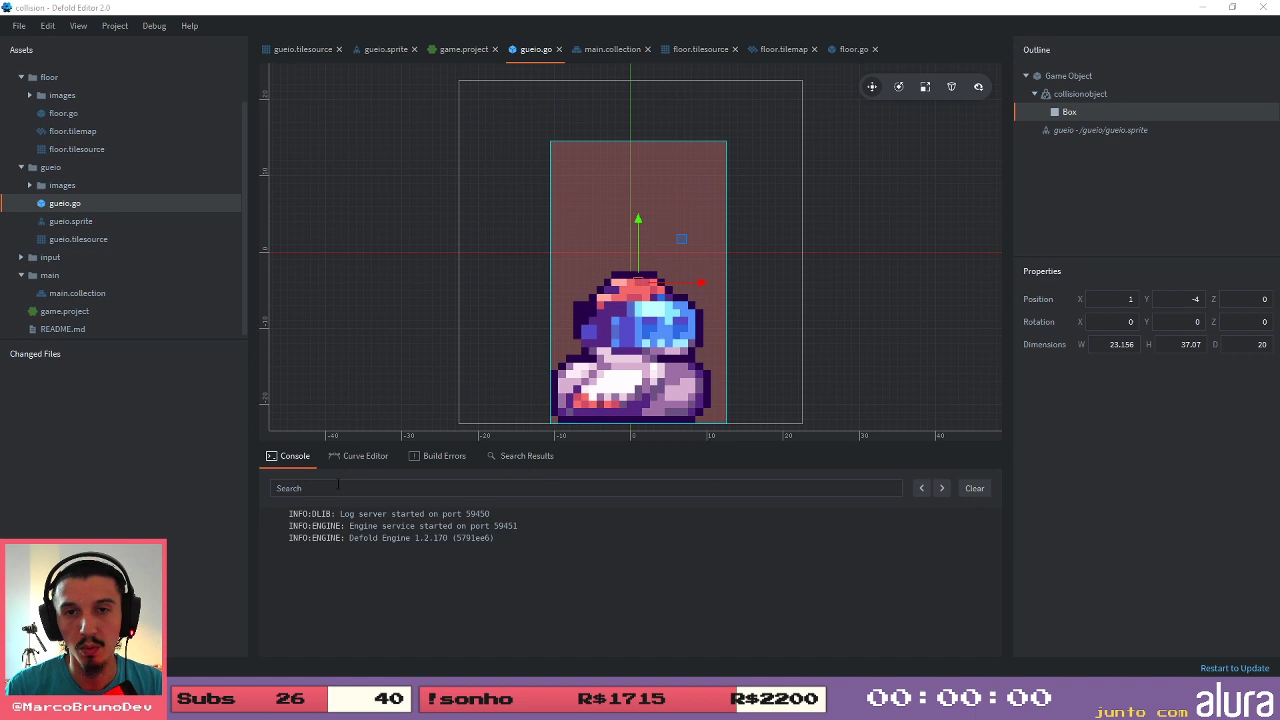 collision - Defold Editor 2.0
File Edit View Project Debug Help
Assets
floor
images
floor.go
floor.tilemap
floor.tilesource
gueio
images
gueio.go
gueio.sprite
gueio.tilesource
input
main
main.collection
game.project
README.md
Changed Files
gueio.tilesource gueio.sprite game.project gueio.go main.collection floor.tilesource floor.tilemap floor.go
20
10
0
-10
-20
-40 -30 -20 -10 0 10 20 30 40
Console Curve Editor Build Errors Search Results
Search
Clear
INFO:DLIB: Log server started on port 59450
INFO:ENGINE: Engine service started on port 59451
INFO:ENGINE: Defold Engine 1.2.170 (5791ee6)
Outline
Game Object
collisionobject
Box
gueio - /gueio/gueio.sprite
Properties
Position X 1 Y -4 Z 0
Rotation X 0 Y 0 Z 0
Dimensions W 23.156 H 37.07 D 20
Restart to Update
@MarcoBrunoDev
Subs 26 40
!sonho R$1715 R$2200
00:00:00
junto com alura